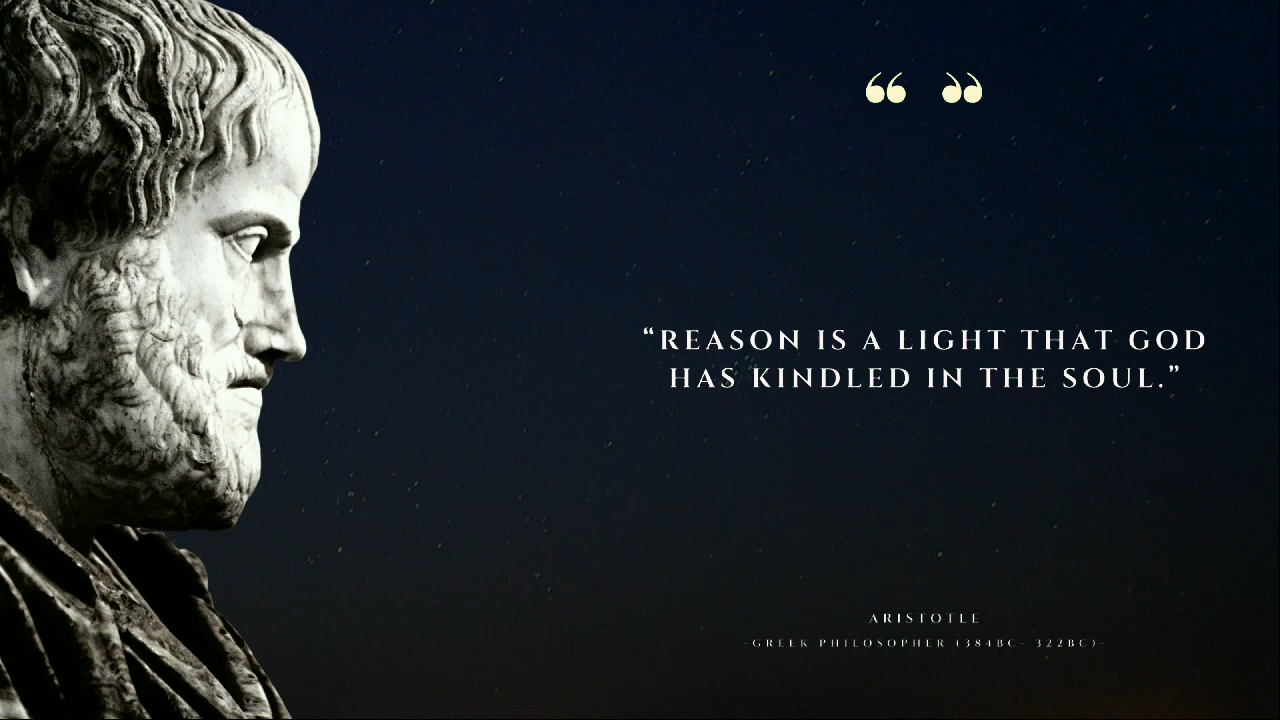 “ ”
“REASON IS A LIGHT THAT GOD
HAS KINDLED IN THE SOUL.”
ARISTOTLE
-GREEK PHILOSOPHER (384BC- 322BC)-